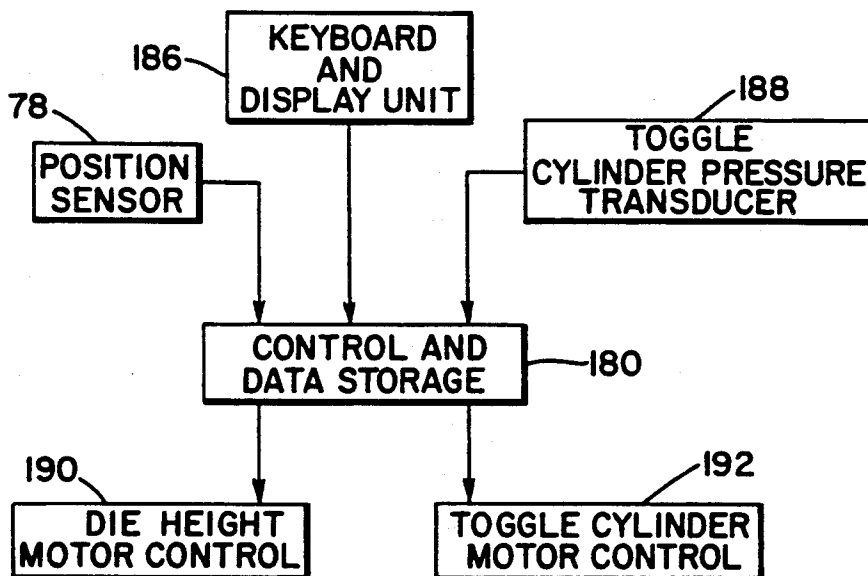 186
KEYBOARD
AND
DISPLAY UNIT
78
POSITION
SENSOR
188
TOGGLE
CYLINDER PRESSURE
TRANSDUCER
CONTROL AND
DATA STORAGE
180
190
DIE HEIGHT
MOTOR CONTROL
192
TOGGLE CYLINDER
MOTOR CONTROL